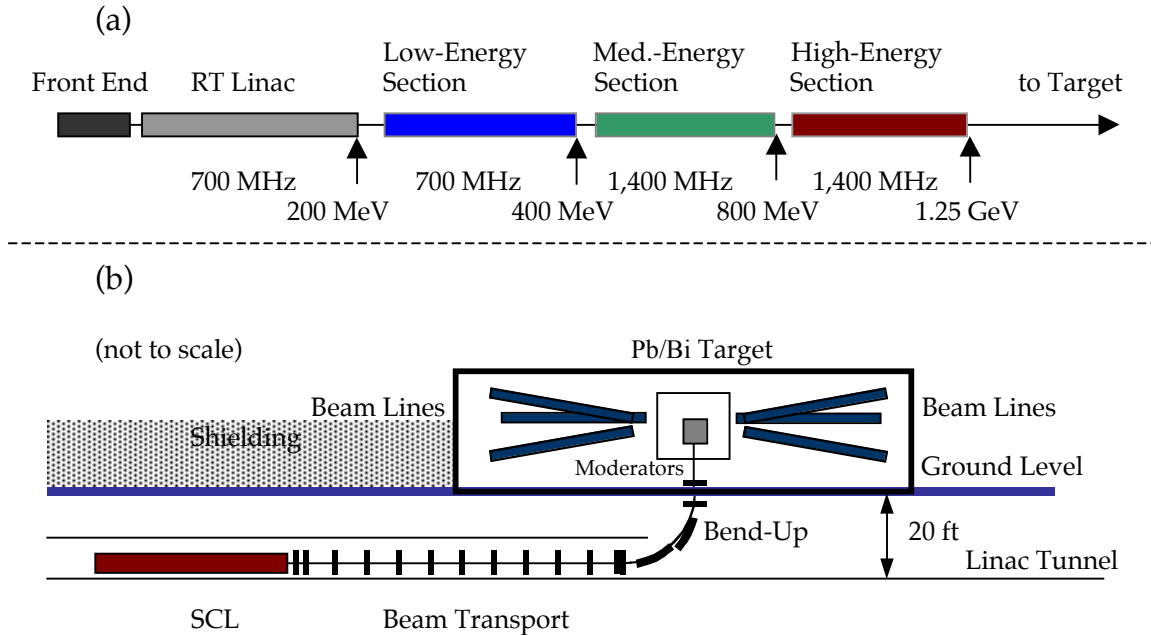 (a)
Low-Energy
Section
Med.-Energy
Section
High-Energy
Section
Front End
RT Linac
to Target
700 MHz
700 MHz
1,400 MHz
1,400 MHz
200 MeV
400 MeV
800 MeV
1.25 GeV
(b)
(not to scale)
Pb/Bi Target
Beam Lines
Beam Lines
Shielding
Moderators
Ground Level
Bend-Up
20 ft
Linac Tunnel
SCL
Beam Transport